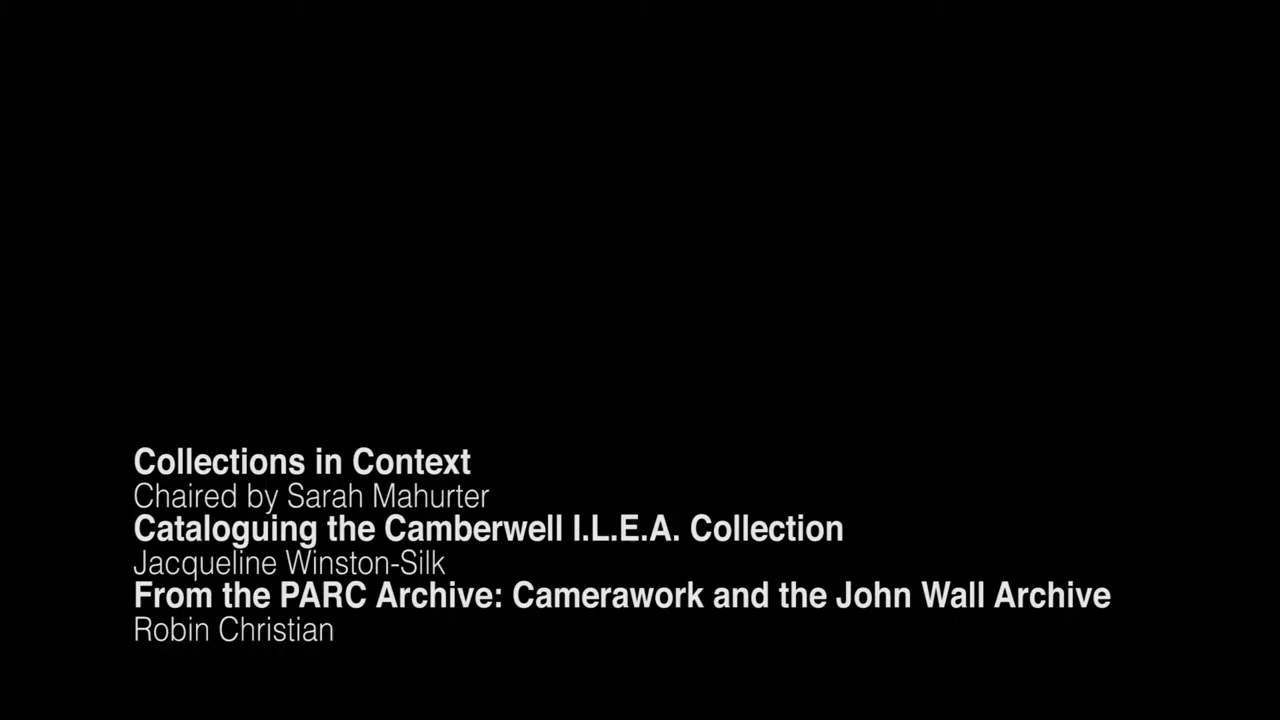 Collections in Context
Chaired by Sarah Mahurter
Cataloguing the Camberwell I.L.E.A. Collection
Jacqueline Winston-Silk
From the PARC Archive: Camerawork and the John Wall Archive
Robin Christian